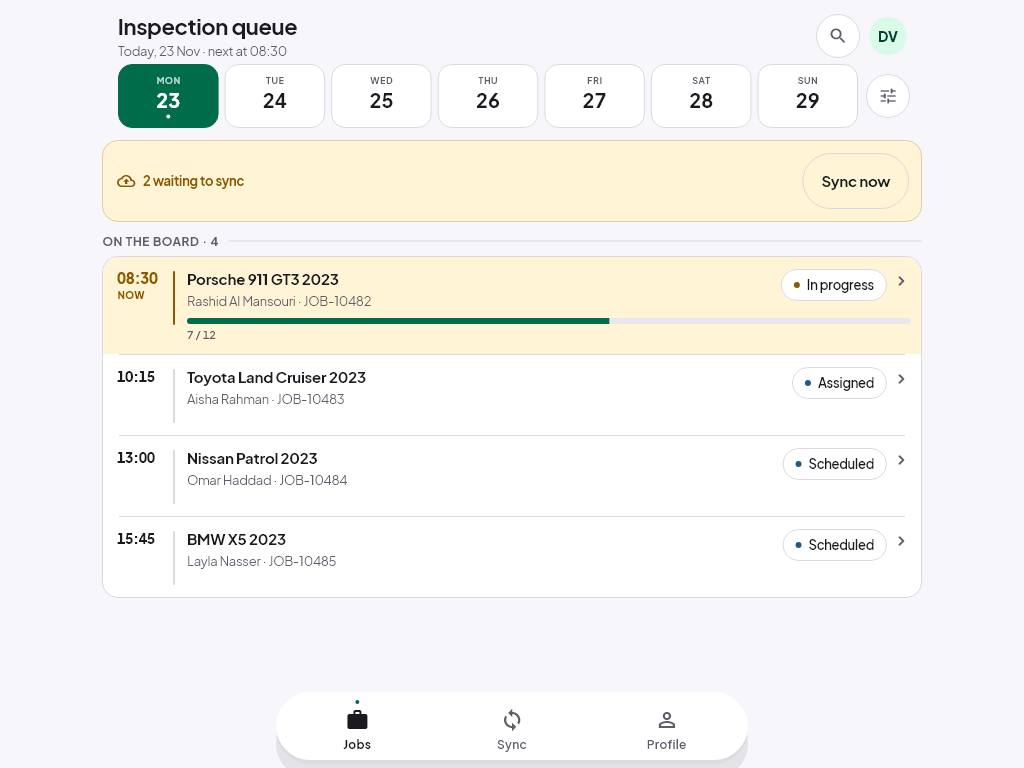 Inspection queue
Today, 23 Nov · next at 08:30
DV
MON
23
TUE
24
WED
25
THU
26
FRI
27
SAT
28
SUN
29
2 waiting to sync
Sync now
ON THE BOARD · 4
08:30
NOW
Porsche 911 GT3 2023
Rashid Al Mansouri · JOB-10482
7 / 12
In progress
10:15
Toyota Land Cruiser 2023
Aisha Rahman · JOB-10483
Assigned
13:00
Nissan Patrol 2023
Omar Haddad · JOB-10484
Scheduled
15:45
BMW X5 2023
Layla Nasser · JOB-10485
Scheduled
Jobs
Sync
Profile